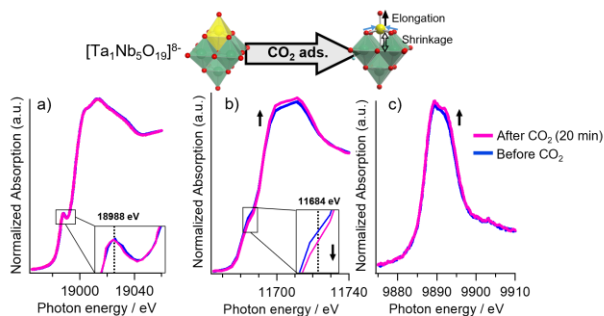 [Ta₁Nb₅O₁₉]⁸⁻
CO₂ ads.
Elongation
Shrinkage
a)
Normalized Absorption (a.u.)
18988 eV
19000
19040
Photon energy / eV
b)
Normalized Absorption (a.u.)
11684 eV
11700
11740
Photon energy / eV
c)
Normalized Absorption (a.u.)
After CO₂ (20 min)
Before CO₂
9880
9890
9900
9910
Photon energy / eV